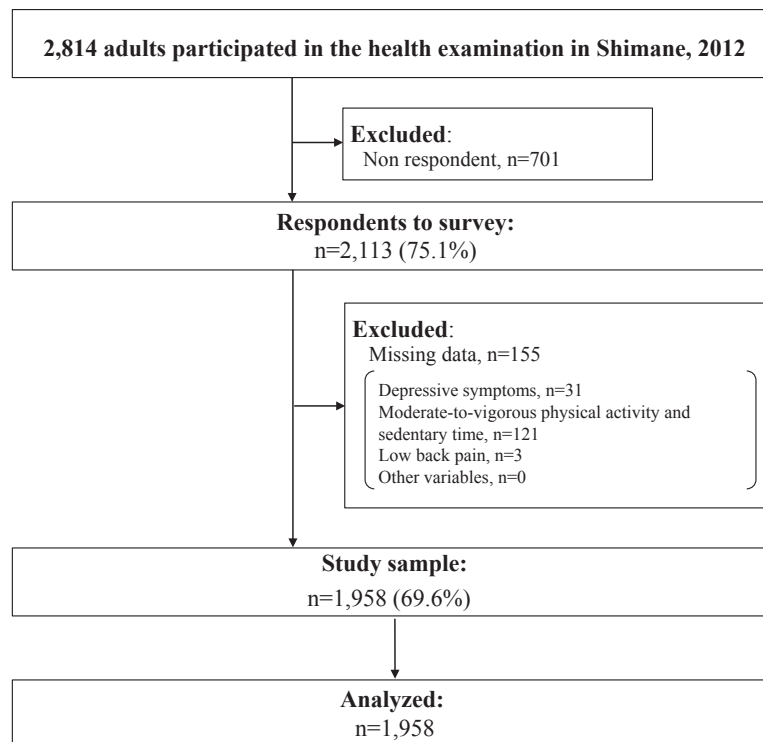 2,814 adults participated in the health examination in Shimane, 2012
Excluded:
Non respondent, n=701
Respondents to survey:
n=2,113 (75.1%)
Excluded:
Missing data, n=155
Depressive symptoms, n=31
Moderate-to-vigorous physical activity and
sedentary time, n=121
Low back pain, n=3
Other variables, n=0
Study sample:
n=1,958 (69.6%)
Analyzed:
n=1,958